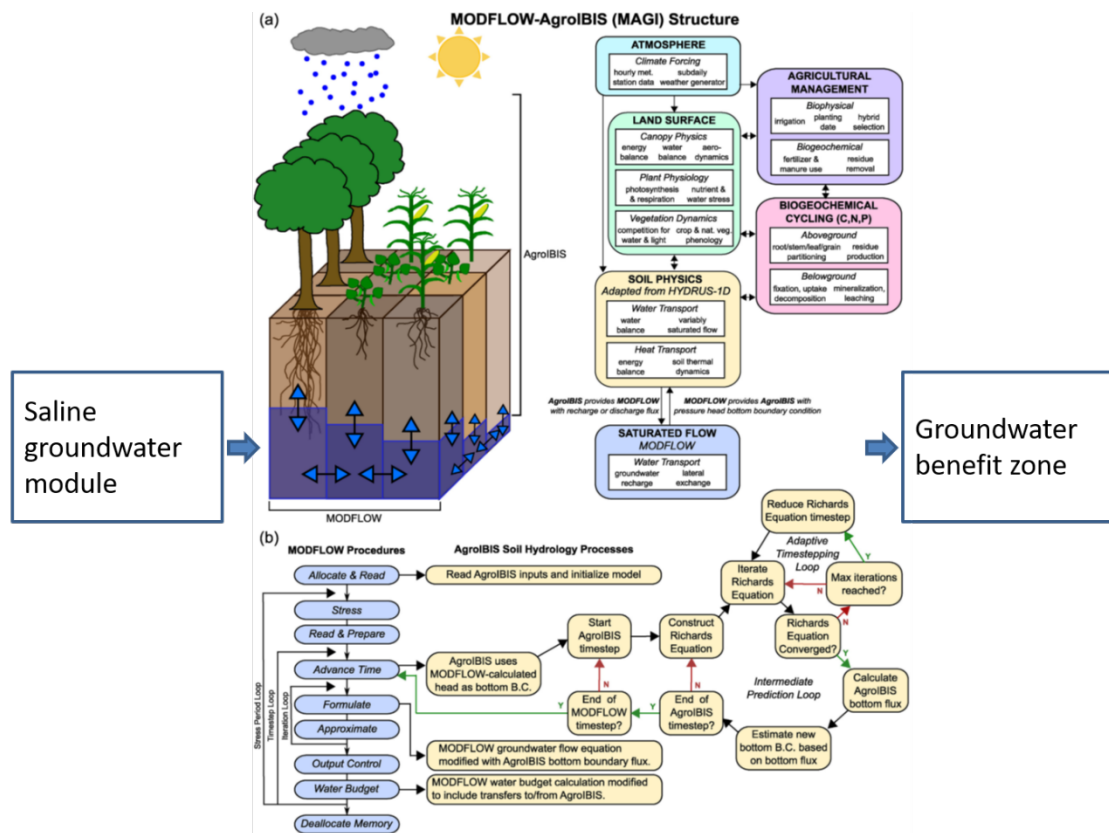 (a)
MODFLOW-AgroIBIS (MAGI) Structure
ATMOSPHERE
Climate Forcing
hourly met. subdaily
station data weather generator
AGRICULTURAL
MANAGEMENT
Biophysical
irrigation planting hybrid
date selection
Biogeochemical
fertilizer & residue
manure use removal
LAND SURFACE
Canopy Physics
energy water aero-
balance balance dynamics
Plant Physiology
photosynthesis nutrient &
& respiration water stress
Vegetation Dynamics
competition for crop & nat. veg.
water & light phenology
BIOGEOCHEMICAL
CYCLING (C,N,P)
Aboveground
root/stem/leaf/grain residue
partitioning production
Belowground
fixation, uptake mineralization,
decomposition leaching
AgroIBIS
SOIL PHYSICS
Adapted from HYDRUS-1D
Water Transport
water variably
balance saturated flow
Heat Transport
energy soil thermal
balance dynamics
AgroIBIS provides MODFLOW
with recharge or discharge flux
MODFLOW provides AgroIBIS with
pressure head bottom boundary condition
SATURATED FLOW
MODFLOW
Water Transport
groundwater lateral
recharge exchange
MODFLOW
Saline
groundwater
module
Groundwater
benefit zone
(b)
MODFLOW Procedures
AgroIBIS Soil Hydrology Processes
Allocate & Read
Read AgroIBIS inputs and initialize model
Stress
Read & Prepare
Advance Time
Formulate
Approximate
Output Control
Water Budget
Deallocate Memory
Stress Period Loop
Timestep Loop
Iteration Loop
AgroIBIS uses
MODFLOW-calculated
head as bottom B.C.
Start
AgroIBIS
timestep
Construct
Richards
Equation
Iterate
Richards
Equation
Reduce Richards
Equation timestep
Adaptive
Timestepping
Loop
Y
Max iterations
reached?
N
N
Richards
Equation
Converged?
Y
Calculate
AgroIBIS
bottom flux
Intermediate
Prediction Loop
Estimate new
bottom B.C. based
on bottom flux
N
End of
AgroIBIS
timestep?
Y
N
End of
MODFLOW
timestep?
Y
MODFLOW groundwater flow equation
modified with AgroIBIS bottom boundary flux.
MODFLOW water budget calculation modified
to include transfers to/from AgroIBIS.